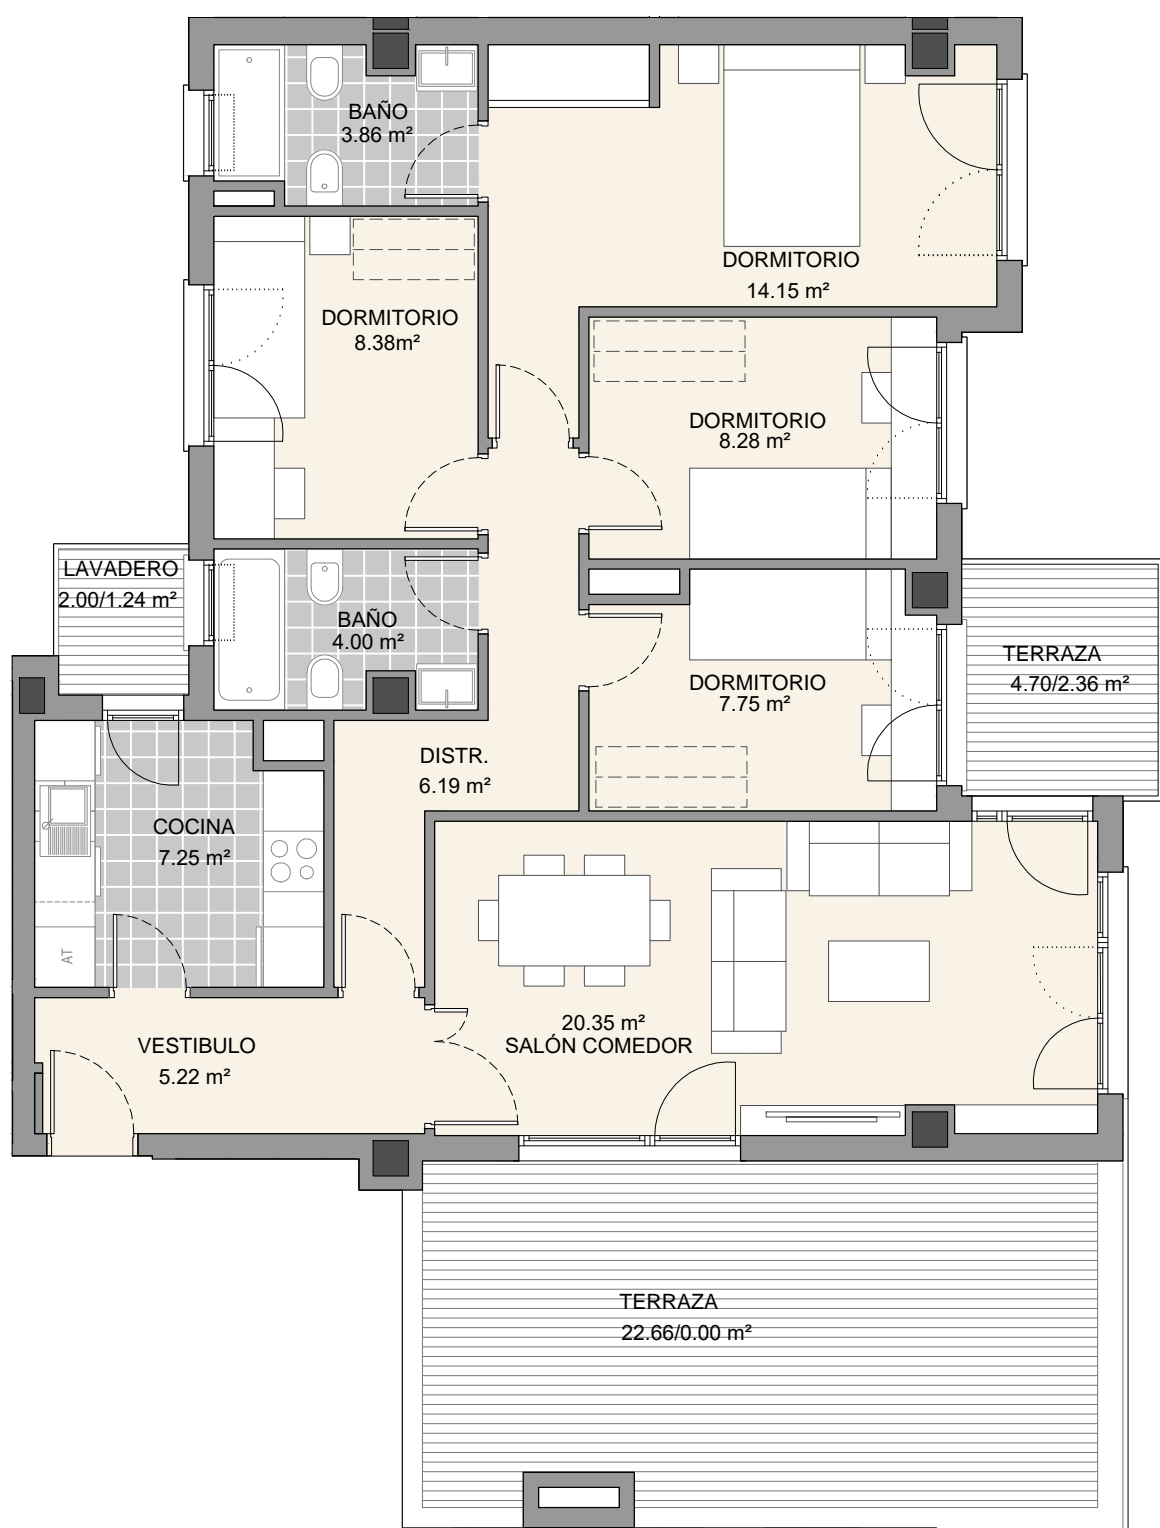 BAÑO
3.86 m²
DORMITORIO
14.15 m²
DORMITORIO
8.38m²
DORMITORIO
8.28 m²
LAVADERO
2.00/1.24 m²
BAÑO
4.00 m²
TERRAZA
4.70/2.36 m²
DORMITORIO
7.75 m²
DISTR.
6.19 m²
COCINA
7.25 m²
AT
20.35 m²
SALÓN COMEDOR
VESTIBULO
5.22 m²
TERRAZA
22.66/0.00 m²